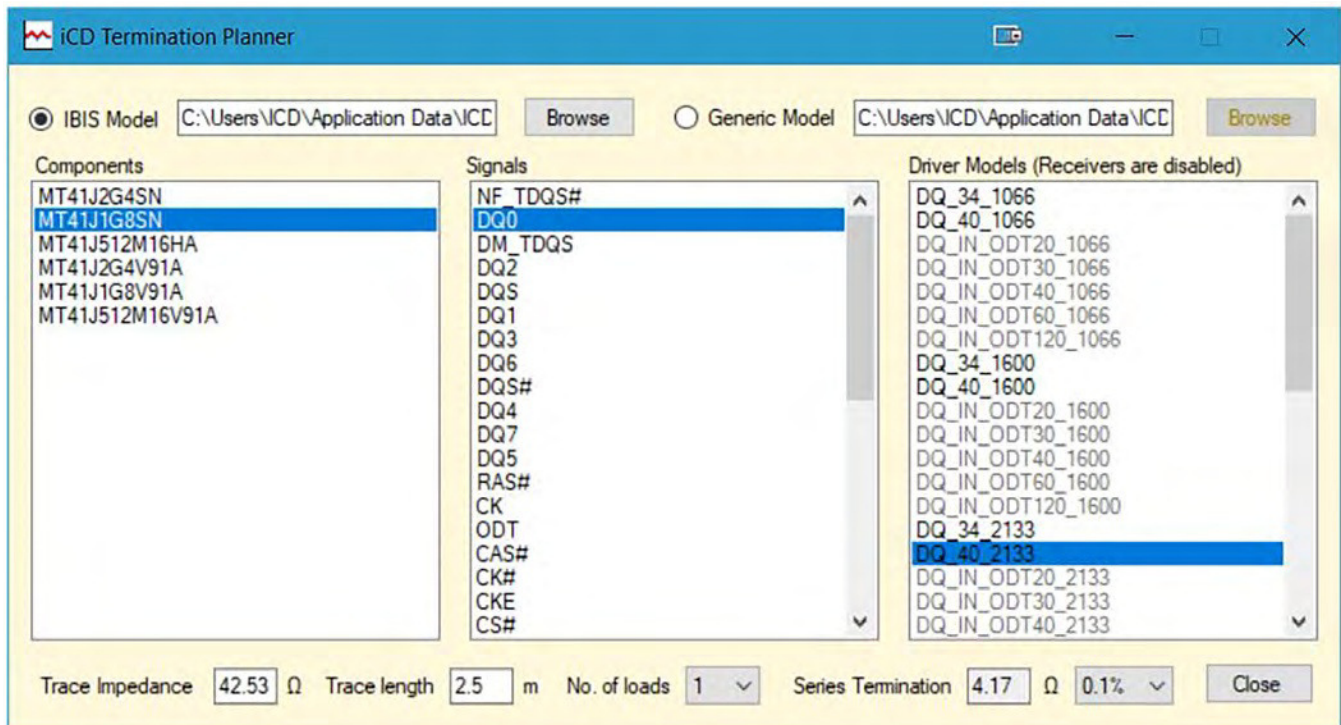 iCD Termination Planner
IBIS Model C:\Users\ICD\Application Data\ICD Browse Generic Model C:\Users\ICD\Application Data\ICD Browse
Components
MT41J2G4SN
MT41J1G8SN
MT41J512M16HA
MT41J2G4V91A
MT41J1G8V91A
MT41J512M16V91A
Signals
NF_TDQS#
DQ0
DM_TDQS
DQ2
DQS
DQ1
DQ3
DQ6
DQS#
DQ4
DQ7
DQ5
RAS#
CK
ODT
CAS#
CK#
CKE
CS#
Driver Models (Receivers are disabled)
DQ_34_1066
DQ_40_1066
DQ_IN_ODT20_1066
DQ_IN_ODT30_1066
DQ_IN_ODT40_1066
DQ_IN_ODT60_1066
DQ_IN_ODT120_1066
DQ_34_1600
DQ_40_1600
DQ_IN_ODT20_1600
DQ_IN_ODT30_1600
DQ_IN_ODT40_1600
DQ_IN_ODT60_1600
DQ_IN_ODT120_1600
DQ_34_2133
DQ_40_2133
DQ_IN_ODT20_2133
DQ_IN_ODT30_2133
DQ_IN_ODT40_2133
Trace Impedance 42.53 Ω Trace length 2.5 m No. of loads 1 Series Termination 4.17 Ω 0.1% Close